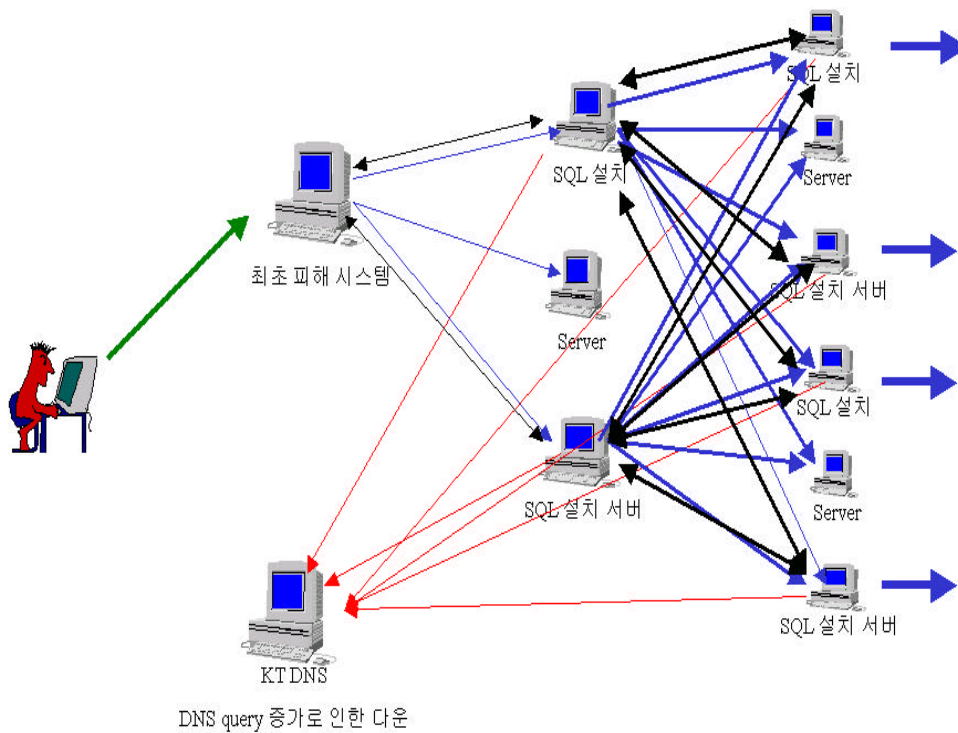 SQL 설치
SQL 설치
Server
최초 피해 시스템
SQL 설치 서버
Server
SQL 설치
SQL 설치 서버
Server
SQL 설치 서버
KT DNS
DNS query 증가로 인한 다운